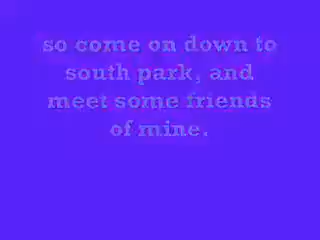 so come on down to
south park, and
meet some friends
of mine.